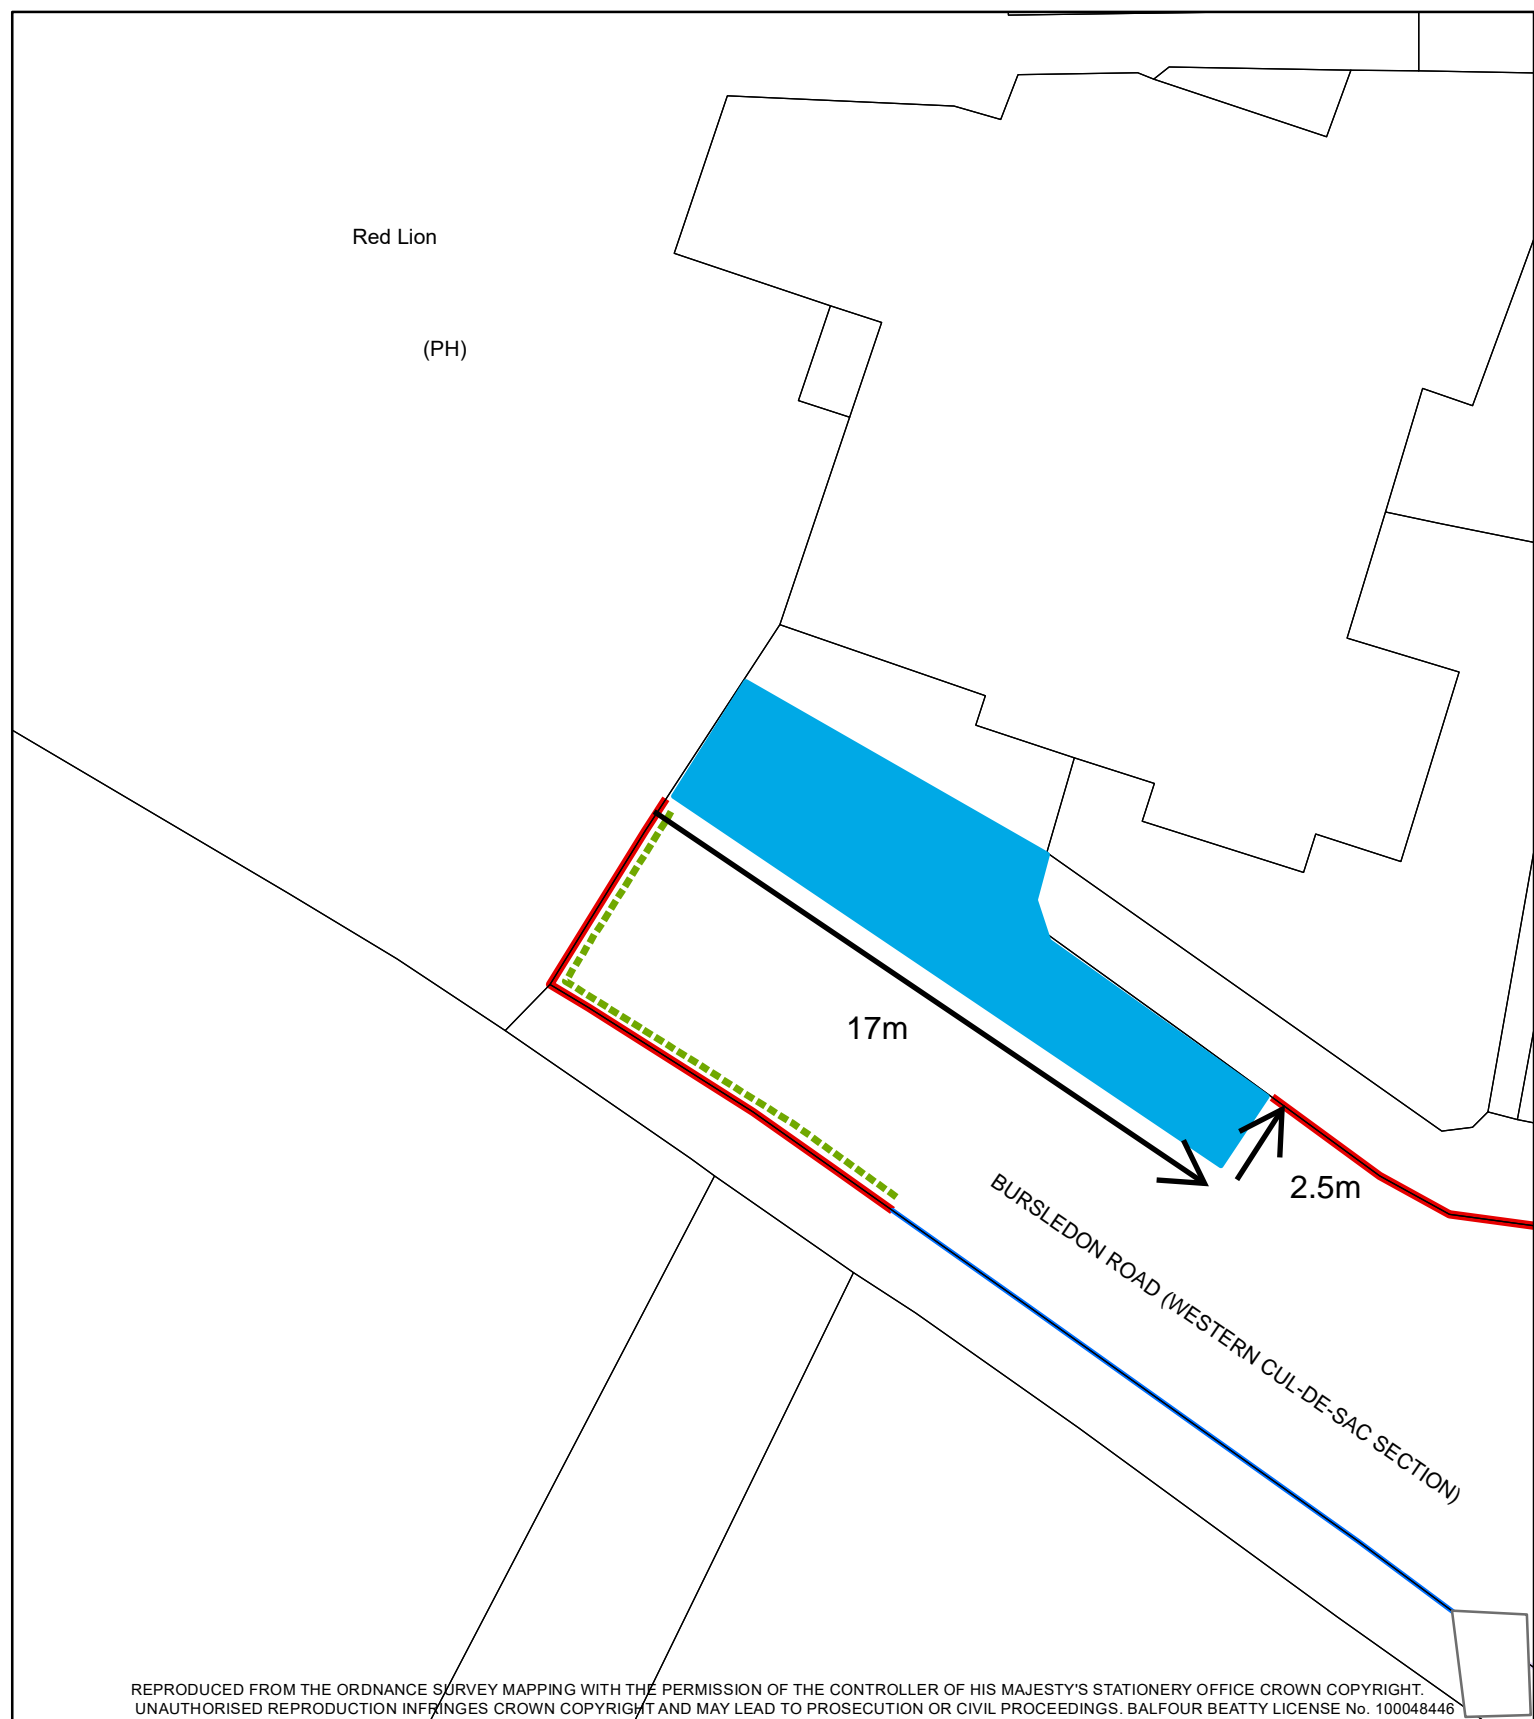 Red Lion
(PH)
17m
2.5m
BURSLEDON ROAD (WESTERN CUL-DE-SAC SECTION)
REPRODUCED FROM THE ORDNANCE SURVEY MAPPING WITH THE PERMISSION OF THE CONTROLLER OF HIS MAJESTY'S STATIONERY OFFICE CROWN COPYRIGHT.
UNAUTHORISED REPRODUCTION INFRINGES CROWN COPYRIGHT AND MAY LEAD TO PROSECUTION OR CIVIL PROCEEDINGS. BALFOUR BEATTY LICENSE No. 100048446